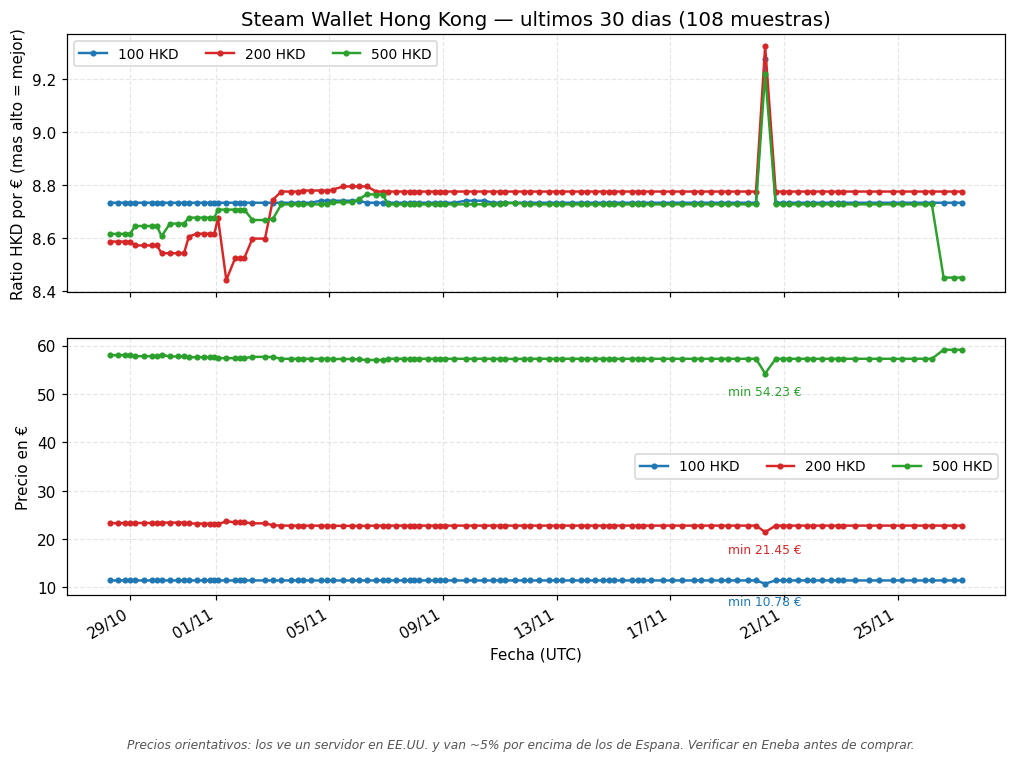 Steam Wallet Hong Kong — ultimos 30 dias (108 muestras)
Ratio HKD por € (mas alto = mejor)
100 HKD 200 HKD 500 HKD
9.2
9.0
8.8
8.6
8.4
Precio en €
60
50
40
30
20
10
min 54.23 €
100 HKD 200 HKD 500 HKD
min 21.45 €
min 10.78 €
29/10 01/11 05/11 09/11 13/11 17/11 21/11 25/11
Fecha (UTC)
Precios orientativos: los ve un servidor en EE.UU. y van ~5% por encima de los de Espana. Verificar en Eneba antes de comprar.